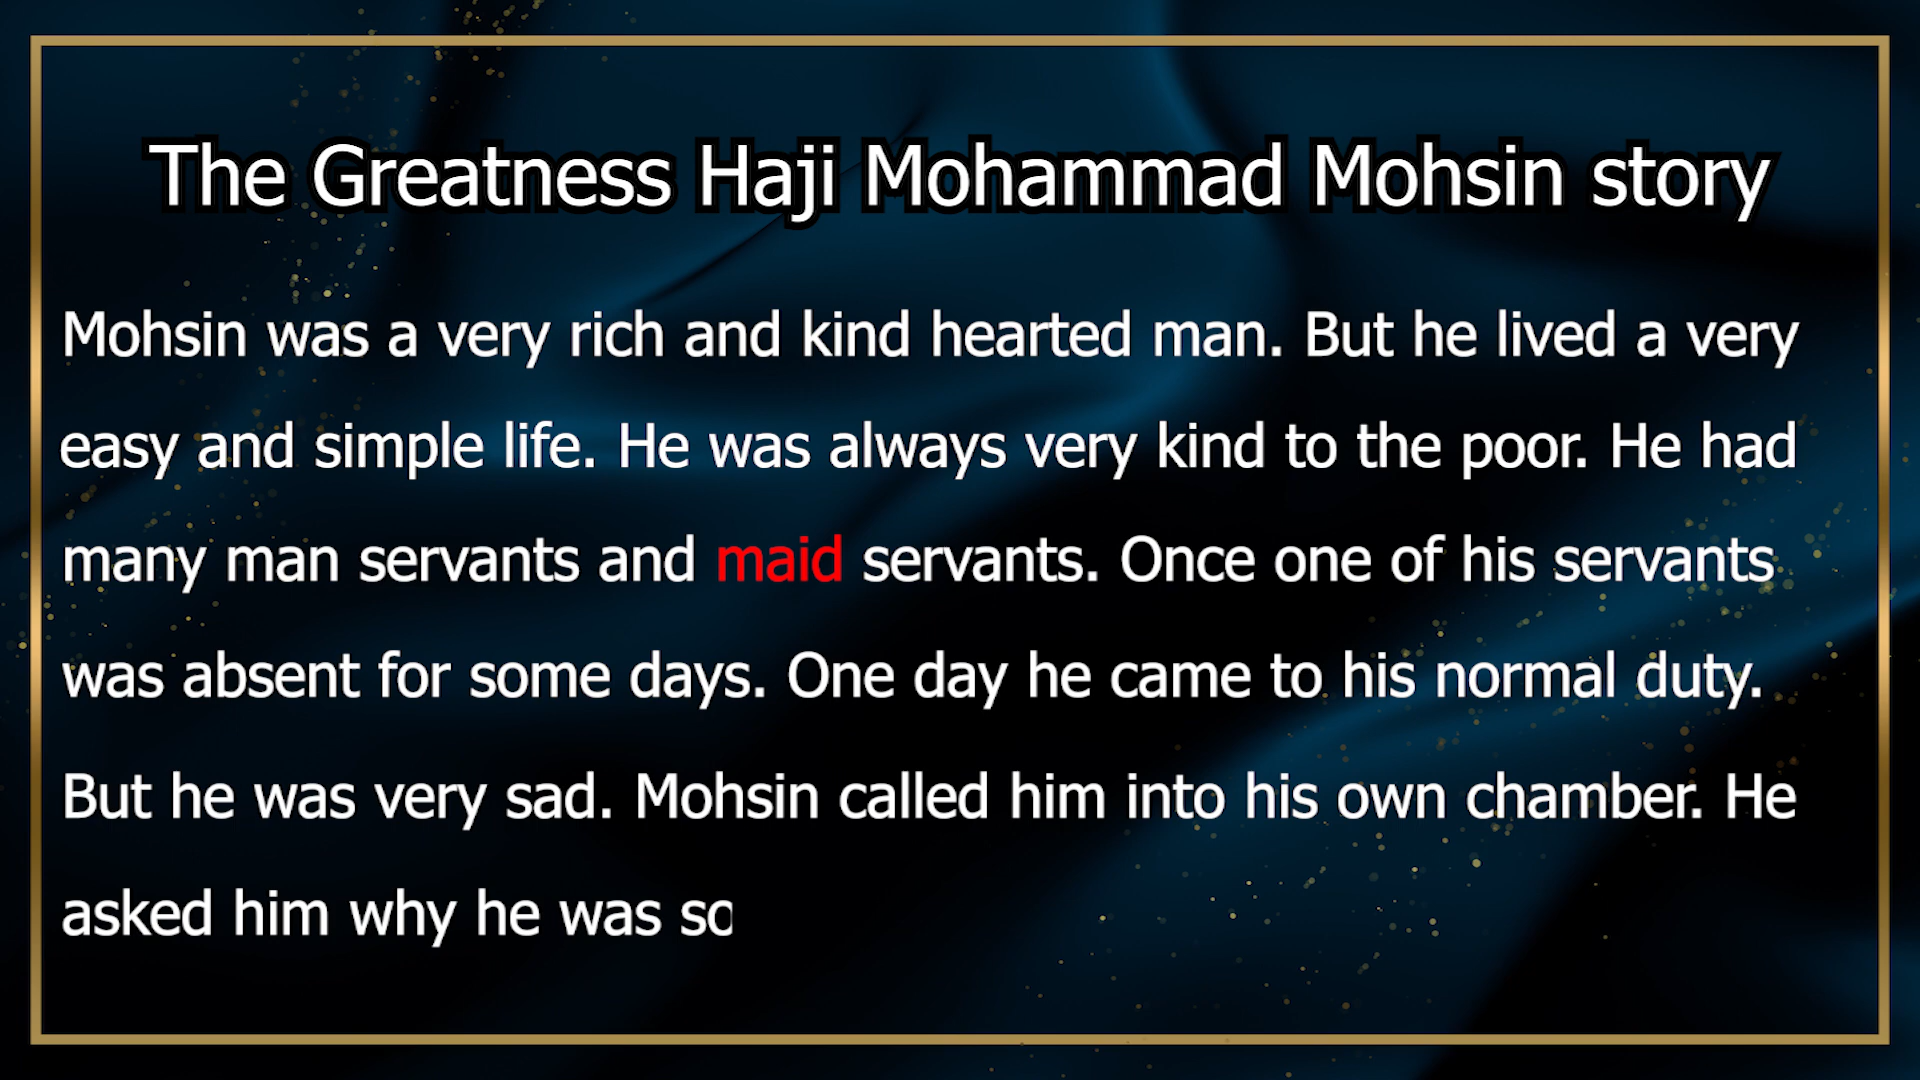 The Greatness Haji Mohammad Mohsin story
Mohsin was a very rich and kind hearted man. But he lived a very
easy and simple life. He was always very kind to the poor. He had
many man servants and maid servants. Once one of his servants
was absent for some days. One day he came to his normal duty.
But he was very sad. Mohsin called him into his own chamber. He
asked him why he was so